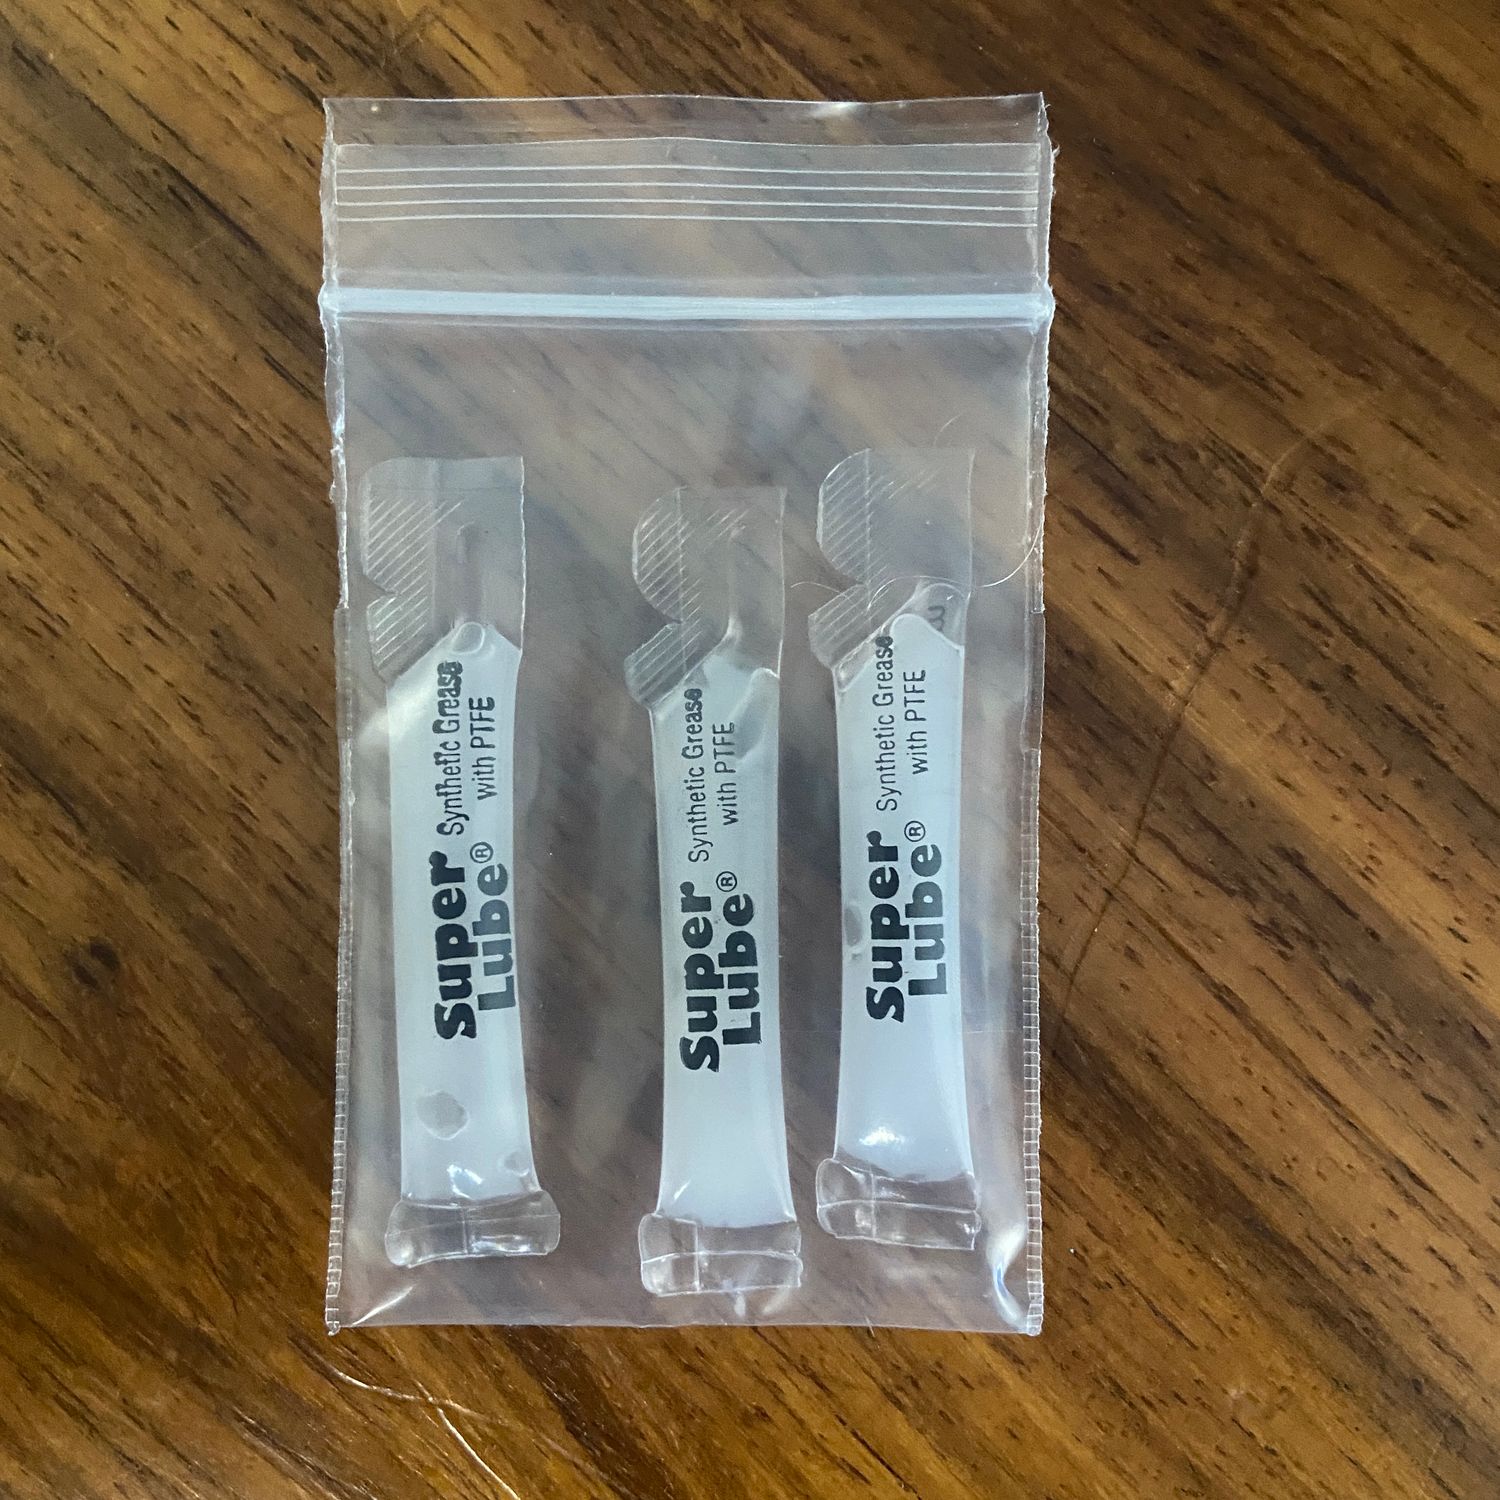 Super
Lube®
Synthetic Grease
with PTFE
Super
Lube®
Synthetic Grease
with PTFE
Super
Lube®
Synthetic Grease
with PTFE